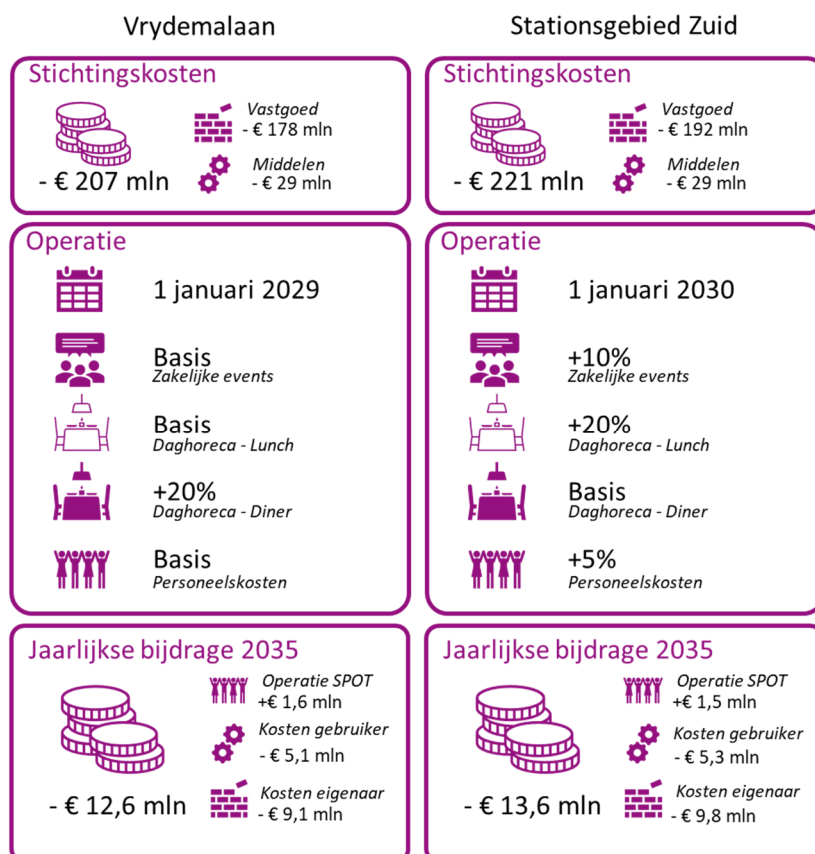 Vrydemalaan
Stichtingskosten
- € 207 mln
Vastgoed
- € 178 mln
Middelen
- € 29 mln
Operatie
1 januari 2029
Basis
Zakelijke events
Basis
Daghoreca - Lunch
+20%
Daghoreca - Diner
Basis
Personeelskosten
Jaarlijkse bijdrage 2035
- € 12,6 mln
Operatie SPOT
+€ 1,6 mln
Kosten gebruiker
- € 5,1 mln
Kosten eigenaar
- € 9,1 mln
Stationsgebied Zuid
Stichtingskosten
- € 221 mln
Vastgoed
- € 192 mln
Middelen
- € 29 mln
Operatie
1 januari 2030
+10%
Zakelijke events
+20%
Daghoreca - Lunch
Basis
Daghoreca - Diner
+5%
Personeelskosten
Jaarlijkse bijdrage 2035
- € 13,6 mln
Operatie SPOT
+€ 1,5 mln
Kosten gebruiker
- € 5,3 mln
Kosten eigenaar
- € 9,8 mln